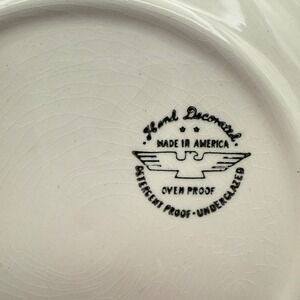 Hand Decorated
MADE IN AMERICA
OVEN PROOF
DETERGENT PROOF - UNDERGLAZED